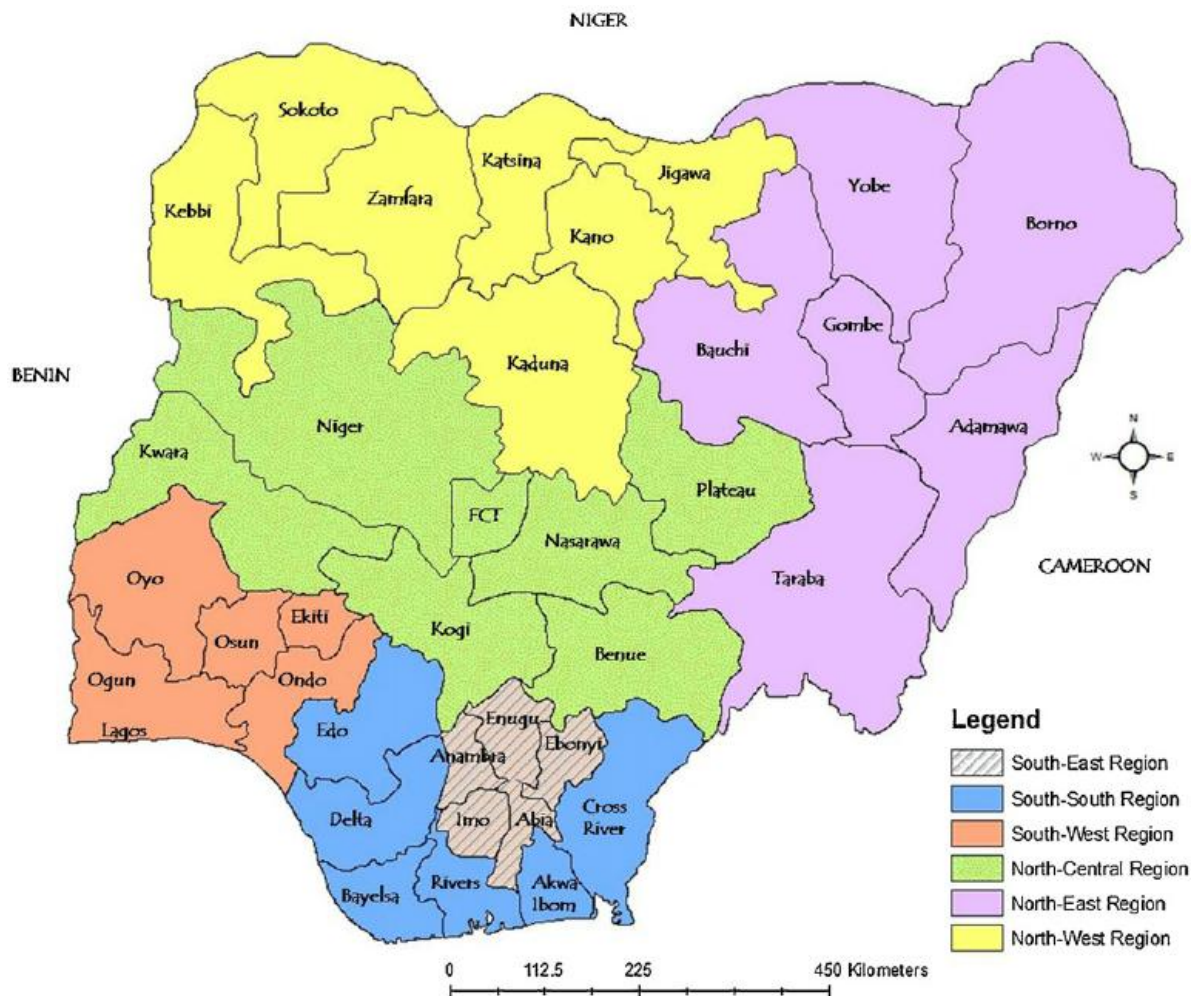 NIGER
Sokoto
Katsina
Jigawa
Yobe
Kebbi
Zamfara
Kano
Borno
Gombe
Bauchi
Kaduna
BENIN
Niger
Adamawa
N
W E
S
Kwara
Plateau
FCT
Nasarawa
CAMEROON
Oyo
Taraba
Ekiti
Osun
Kogi
Benue
Ogun
Ondo
Lagos
Edo
Enugu
Ebonyi
Anambra
Delta
Imo
Abia
Cross
River
Bayelsa
Rivers
Akwa
Ibom
Legend
South-East Region
South-South Region
South-West Region
North-Central Region
North-East Region
North-West Region
0 112.5 225 450 Kilometers